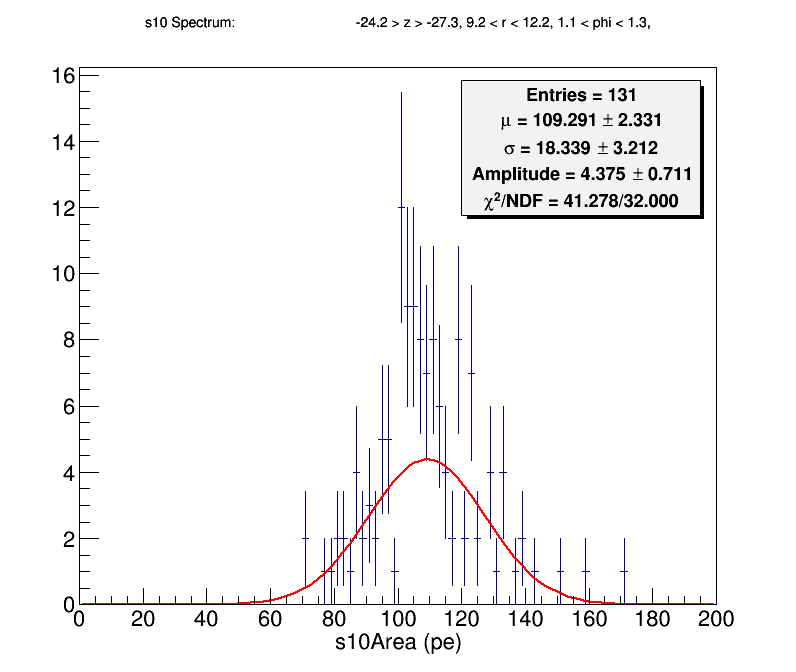 s10 Spectrum: -24.2 > z > -27.3, 9.2 < r < 12.2, 1.1 < phi < 1.3,
Entries = 131
μ = 109.291 ± 2.331
σ = 18.339 ± 3.212
Amplitude = 4.375 ± 0.711
χ²/NDF = 41.278/32.000
16
14
12
10
8
6
4
2
0
0 20 40 60 80 100 120 140 160 180 200
s10Area (pe)